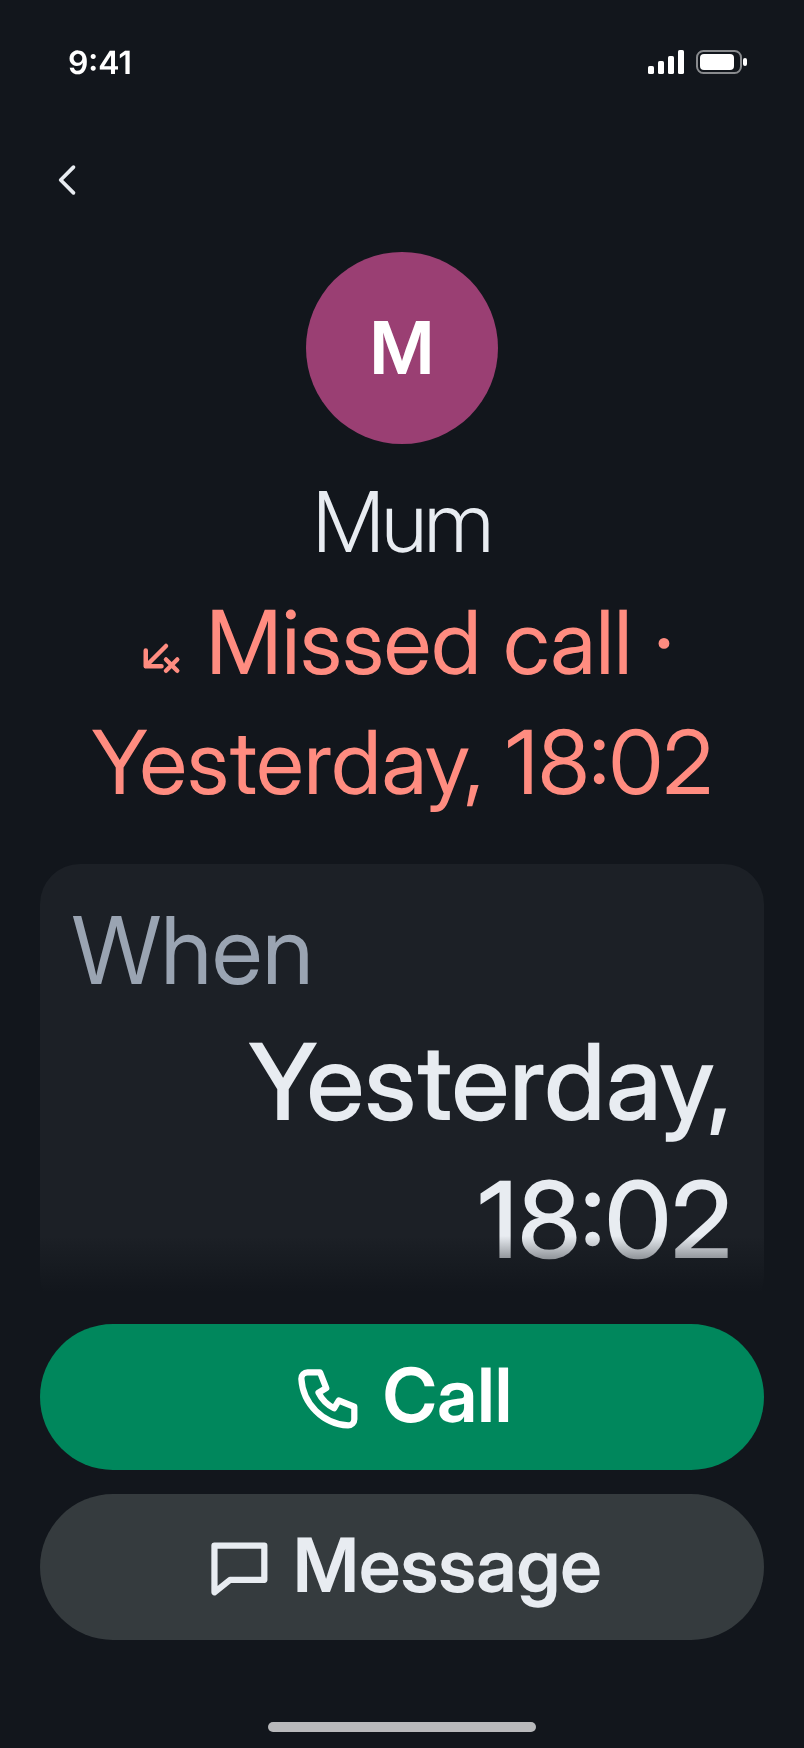 9:41
M
Mum
Missed call ·
Yesterday, 18:02
When
Yesterday,
18:02
Call
Message